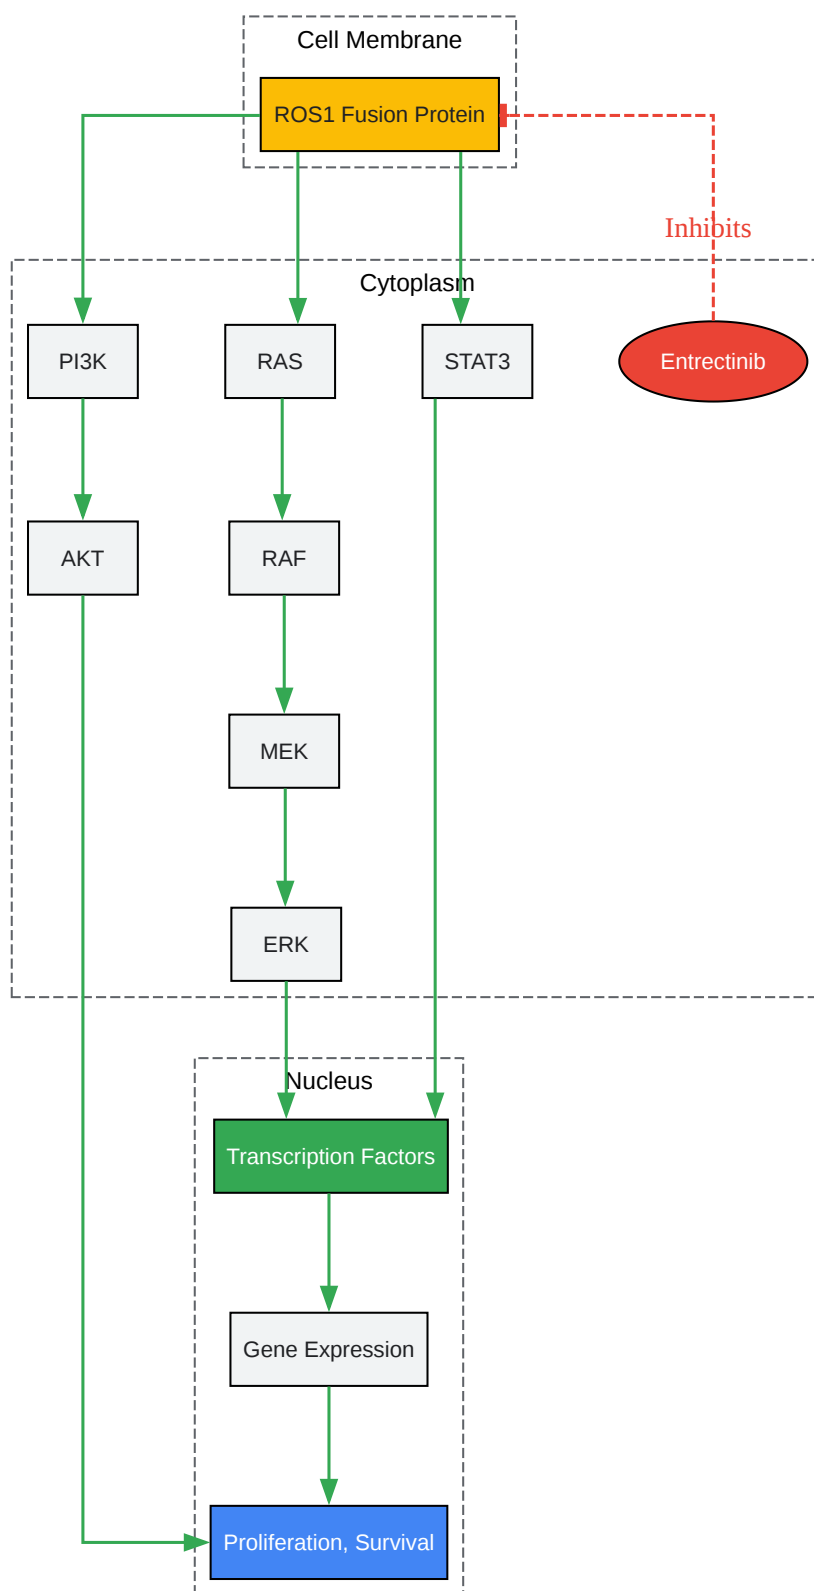 Cell Membrane
ROS1 Fusion Protein
Inhibits
Cytoplasm
PI3K
RAS
STAT3
Entrectinib
AKT
RAF
MEK
ERK
Nucleus
Transcription Factors
Gene Expression
Proliferation, Survival